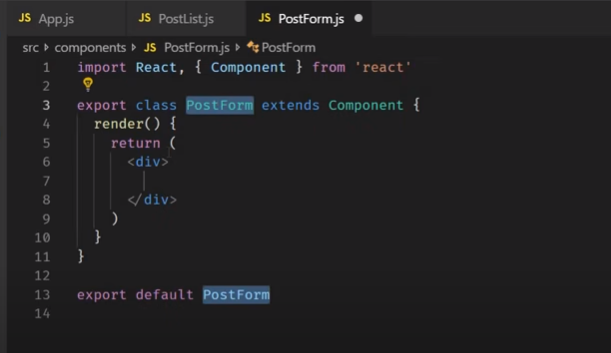 JS App.js JS PostList.js JS PostForm.js
src components JS PostForm.js PostForm
1 import React, { Component } from 'react'
2
3 export class PostForm extends Component {
4 render() {
5 return (
6 <div>
7
8 </div>
9 )
10 }
11 }
12
13 export default PostForm
14